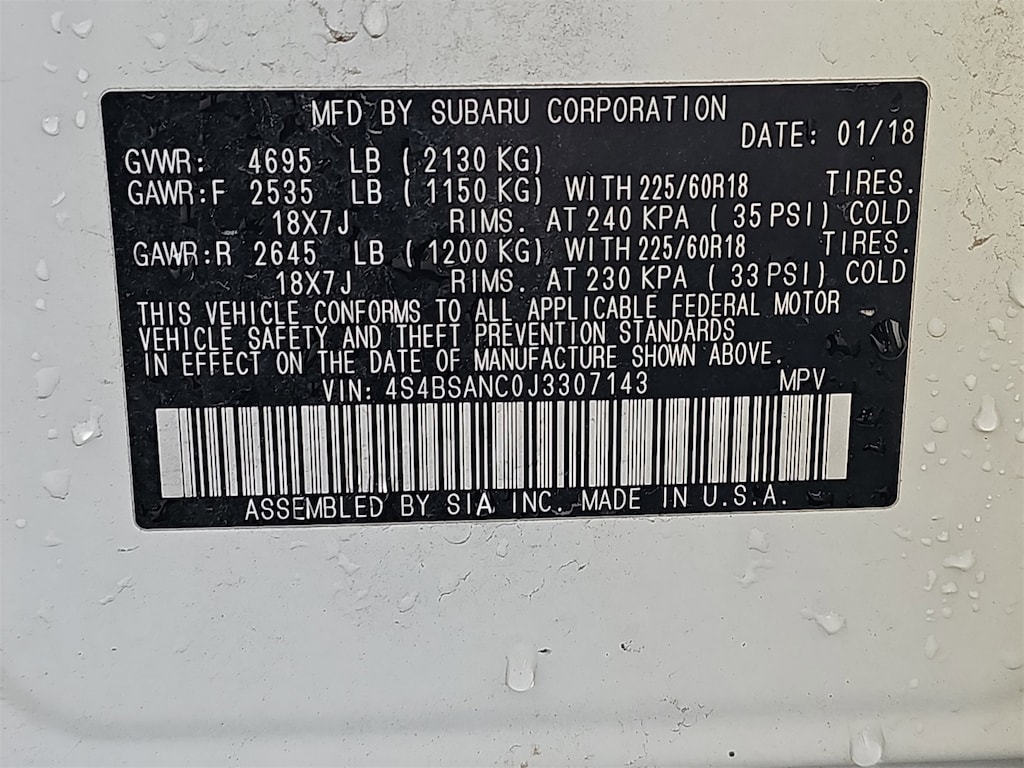 MFD BY SUBARU CORPORATION
DATE: 01/18
GVWR: 4695 LB ( 2130 KG)
GAWR:F 2535 LB ( 1150 KG) WITH 225/60R18 TIRES.
18X7J RIMS. AT 240 KPA ( 35 PSI) COLD
GAWR:R 2645 LB ( 1200 KG) WITH 225/60R18 TIRES.
18X7J RIMS. AT 230 KPA ( 33 PSI) COLD
THIS VEHICLE CONFORMS TO ALL APPLICABLE FEDERAL MOTOR
VEHICLE SAFETY AND THEFT PREVENTION STANDARDS
IN EFFECT ON THE DATE OF MANUFACTURE SHOWN ABOVE.
VIN: 4S4BSANC0J3307143 MPV
ASSEMBLED BY SIA, INC. MADE IN U.S.A.